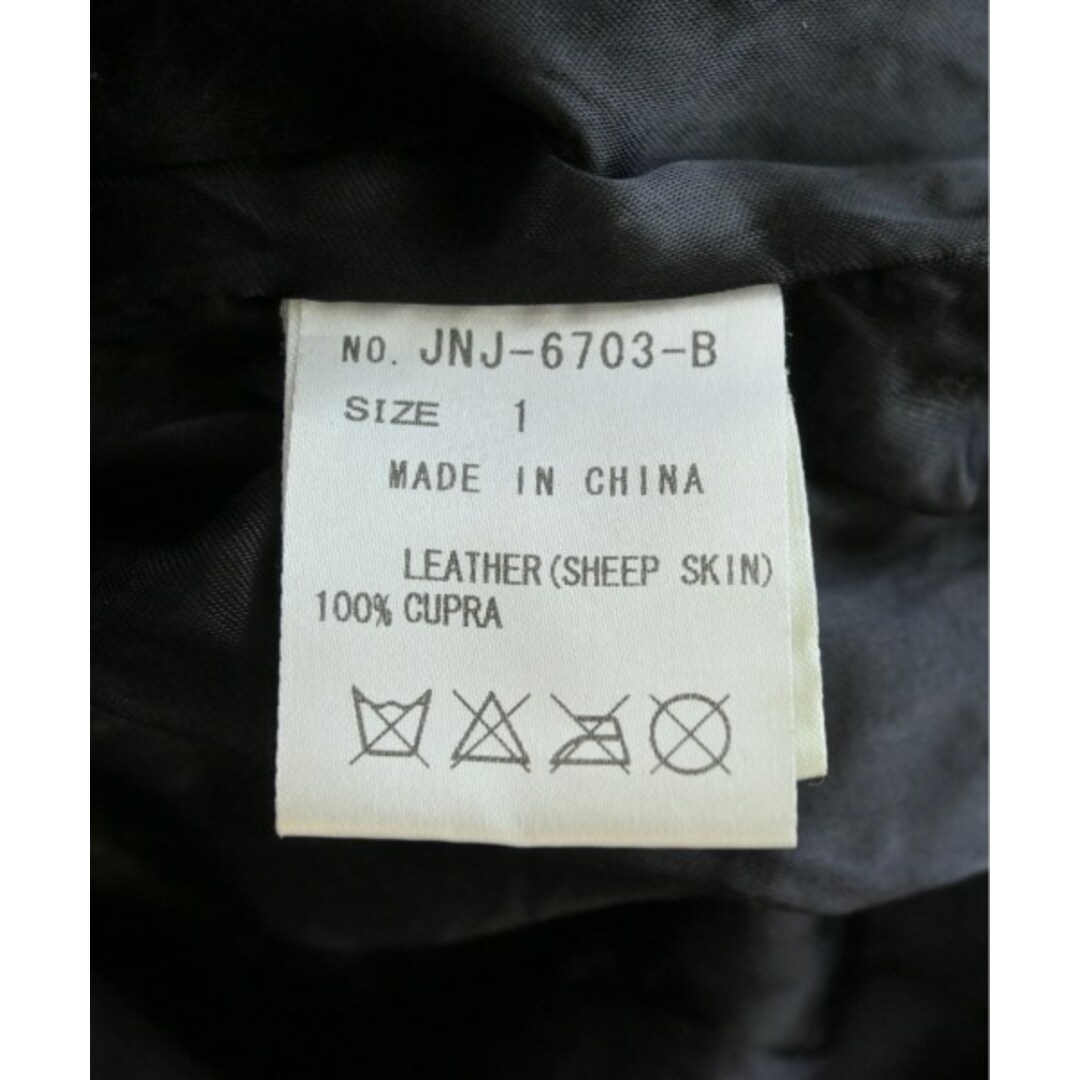 NO. JNJ-6703-B
SIZE 1
MADE IN CHINA
LEATHER(SHEEP SKIN)
100% CUPRA